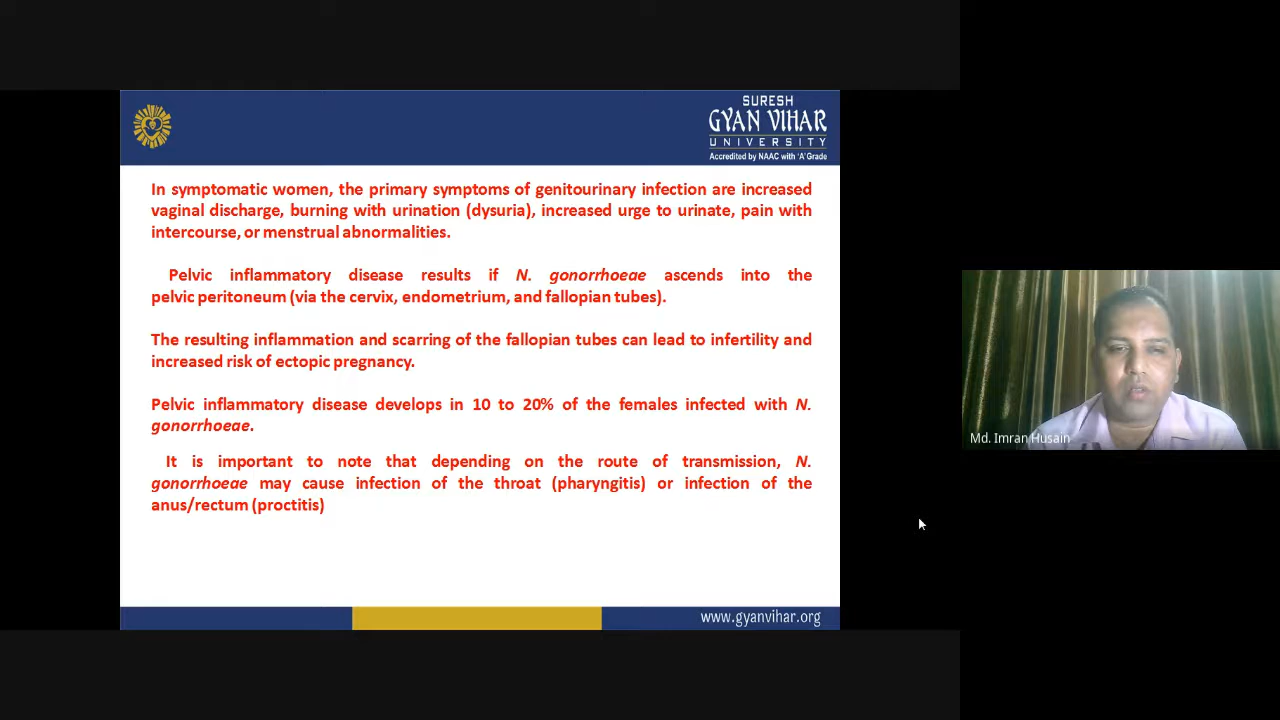 SURESH
GYAN VIHAR
UNIVERSITY
Accredited by NAAC with 'A' Grade
In symptomatic women, the primary symptoms of genitourinary infection are increased
vaginal discharge, burning with urination (dysuria), increased urge to urinate, pain with
intercourse, or menstrual abnormalities.
Pelvic inflammatory disease results if N. gonorrhoeae ascends into the
pelvic peritoneum (via the cervix, endometrium, and fallopian tubes).
The resulting inflammation and scarring of the fallopian tubes can lead to infertility and
increased risk of ectopic pregnancy.
Pelvic inflammatory disease develops in 10 to 20% of the females infected with N.
gonorrhoeae.
It is important to note that depending on the route of transmission, N.
gonorrhoeae may cause infection of the throat (pharyngitis) or infection of the
anus/rectum (proctitis)
www.gyanvihar.org
Md. Imran Husain